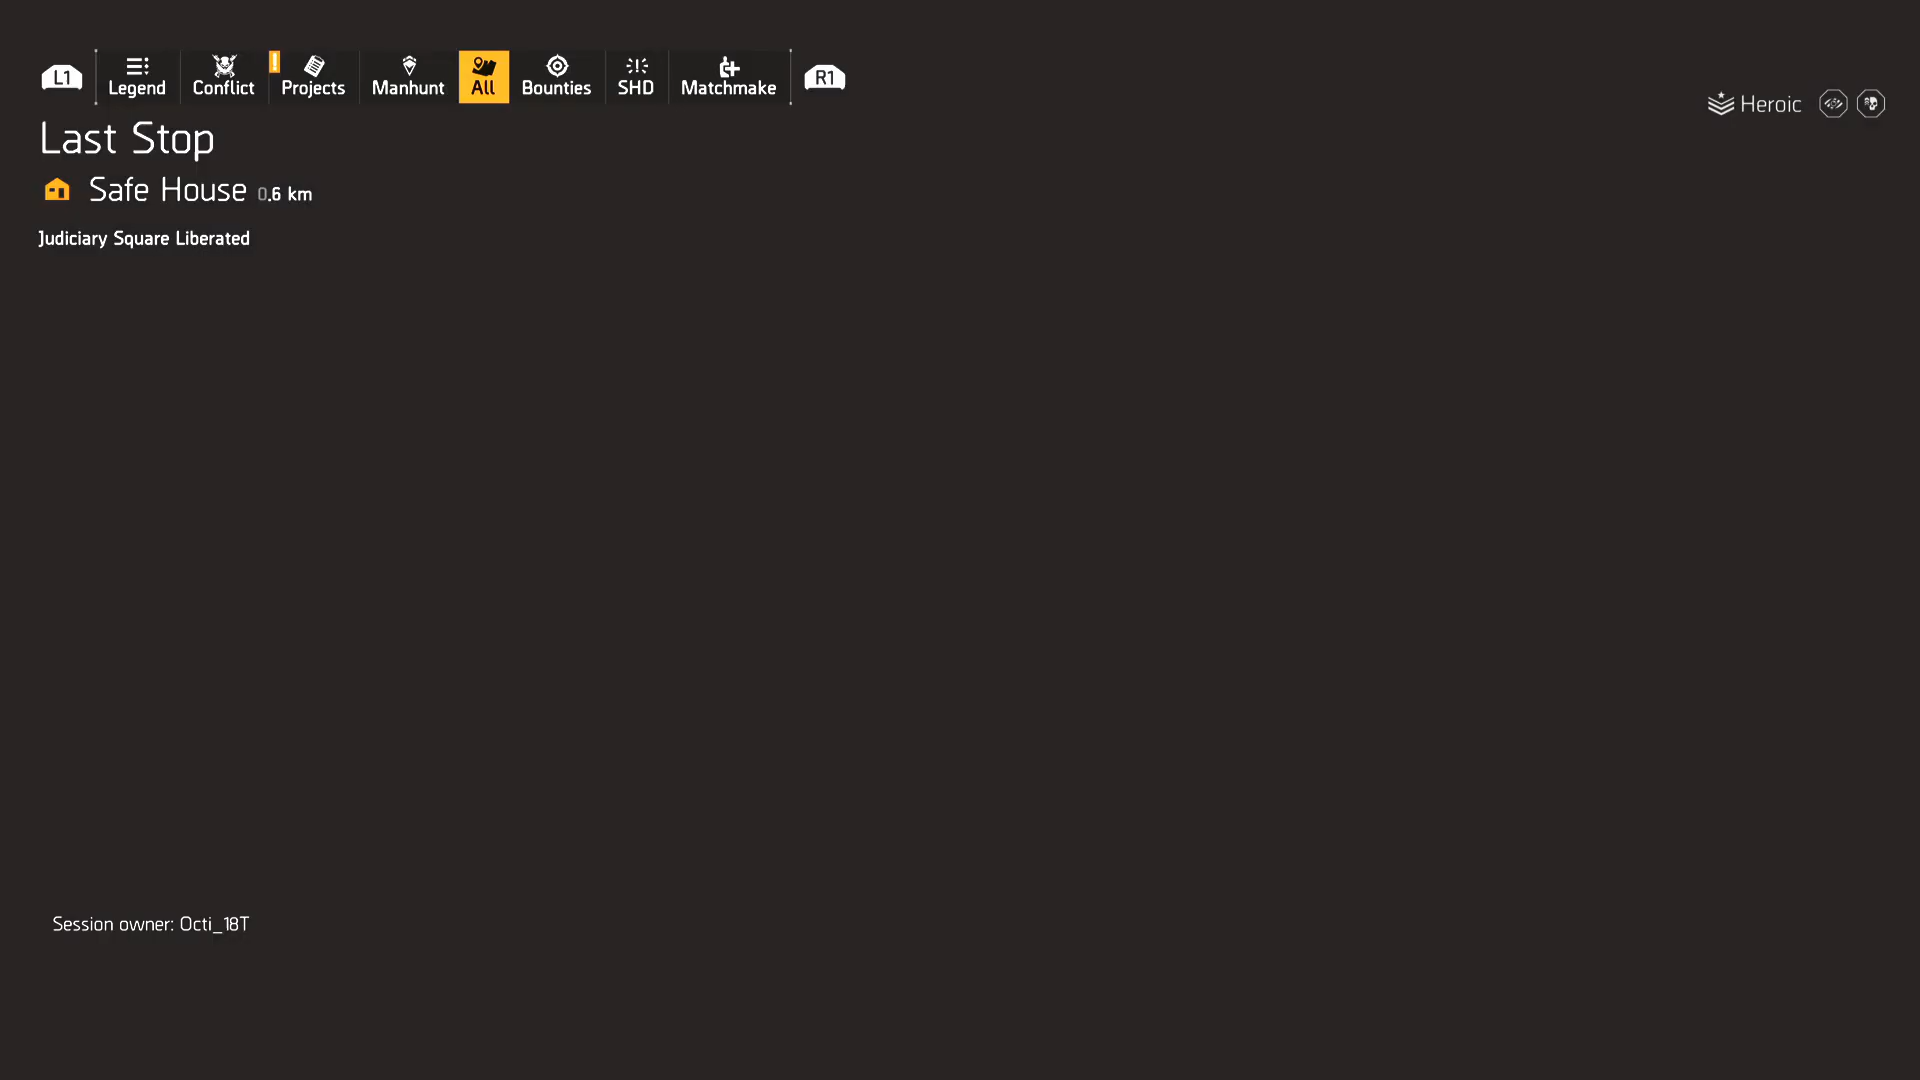 L1 Legend Conflict Projects Manhunt All Bounties SHD Matchmake R1
Heroic
Last Stop
Safe House 0.6 km
Judiciary Square Liberated
Session owner: Octi_18T